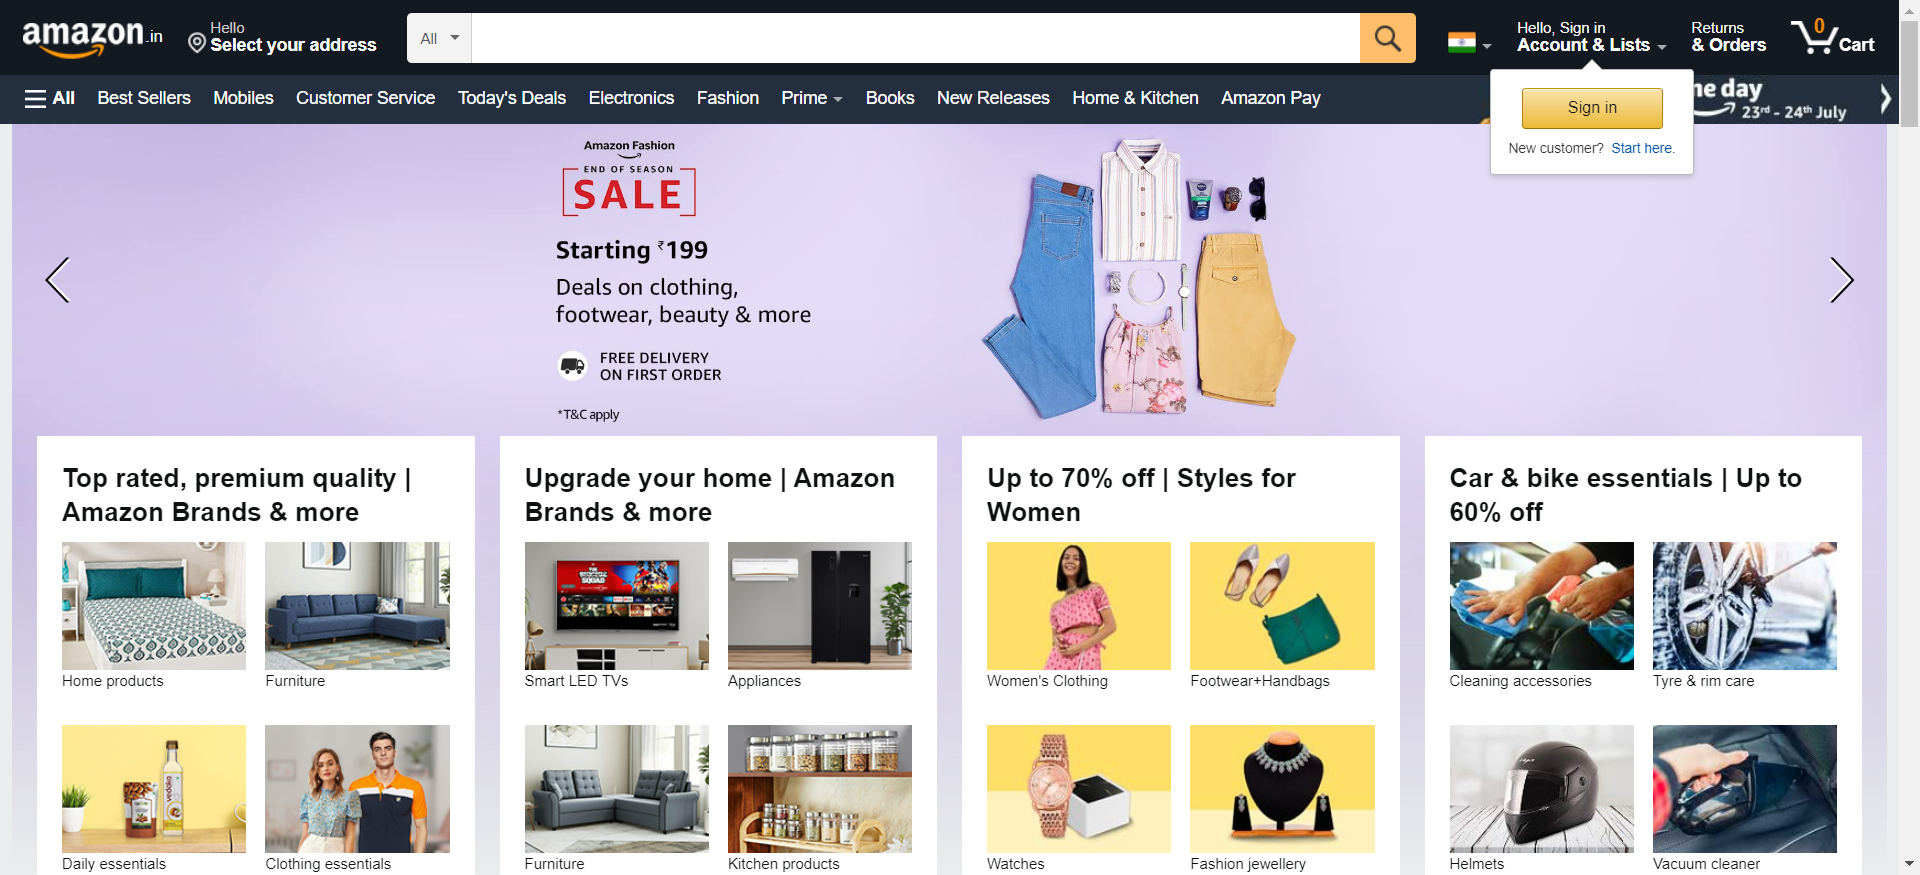 amazon.in
Hello
Select your address
All
Hello, Sign in
Account & Lists
Returns
& Orders
0
Cart
All
Best Sellers
Mobiles
Customer Service
Today's Deals
Electronics
Fashion
Prime
Books
New Releases
Home & Kitchen
Amazon Pay
day
23rd - 24th July
Sign in
New customer? Start here.
Amazon Fashion
END OF SEASON
SALE
Starting ₹199
Deals on clothing,
footwear, beauty & more
FREE DELIVERY
ON FIRST ORDER
*T&C apply
Top rated, premium quality |
Amazon Brands & more
Home products
Furniture
Daily essentials
Clothing essentials
Upgrade your home | Amazon
Brands & more
Smart LED TVs
Appliances
Furniture
Kitchen products
Up to 70% off | Styles for
Women
Women's Clothing
Footwear+Handbags
Watches
Fashion jewellery
Car & bike essentials | Up to
60% off
Cleaning accessories
Tyre & rim care
Helmets
Vacuum cleaner